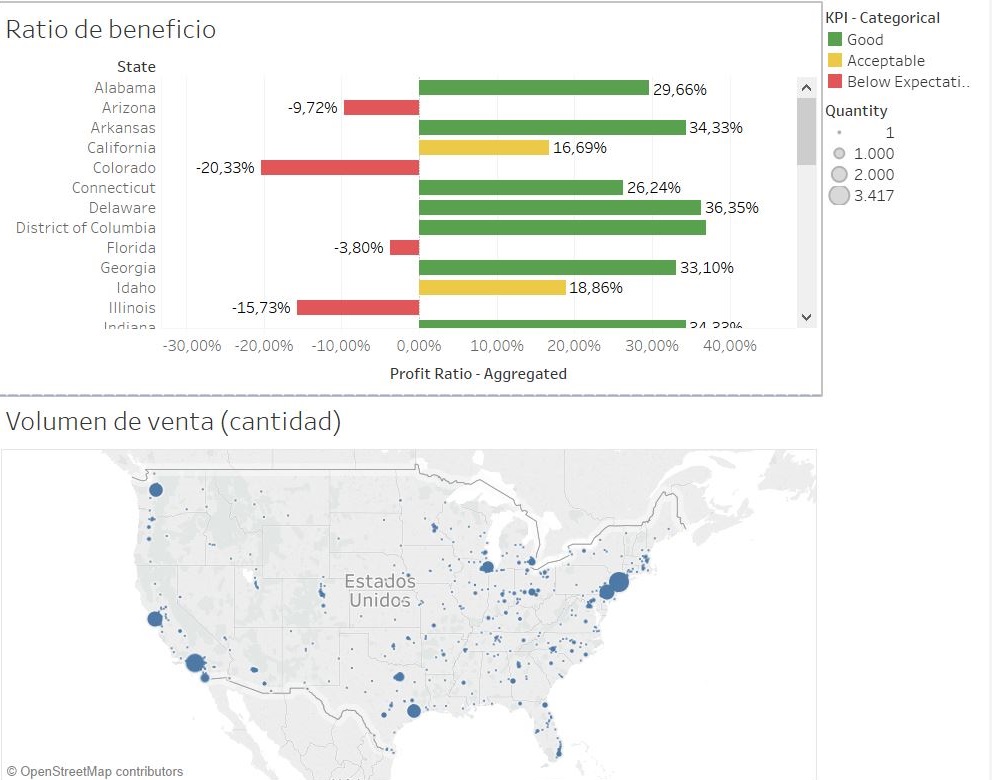 Ratio de beneficio
State
Alabama 29,66%
Arizona -9,72%
Arkansas 34,33%
California 16,69%
Colorado -20,33%
Connecticut 26,24%
Delaware 36,35%
District of Columbia
Florida -3,80%
Georgia 33,10%
Idaho 18,86%
Illinois -15,73%
Indiana 34,33%
-30,00% -20,00% -10,00% 0,00% 10,00% 20,00% 30,00% 40,00%
Profit Ratio - Aggregated
KPI - Categorical
Good
Acceptable
Below Expectati..
Quantity
1
1.000
2.000
3.417
Volumen de venta (cantidad)
Estados
Unidos
© OpenStreetMap contributors